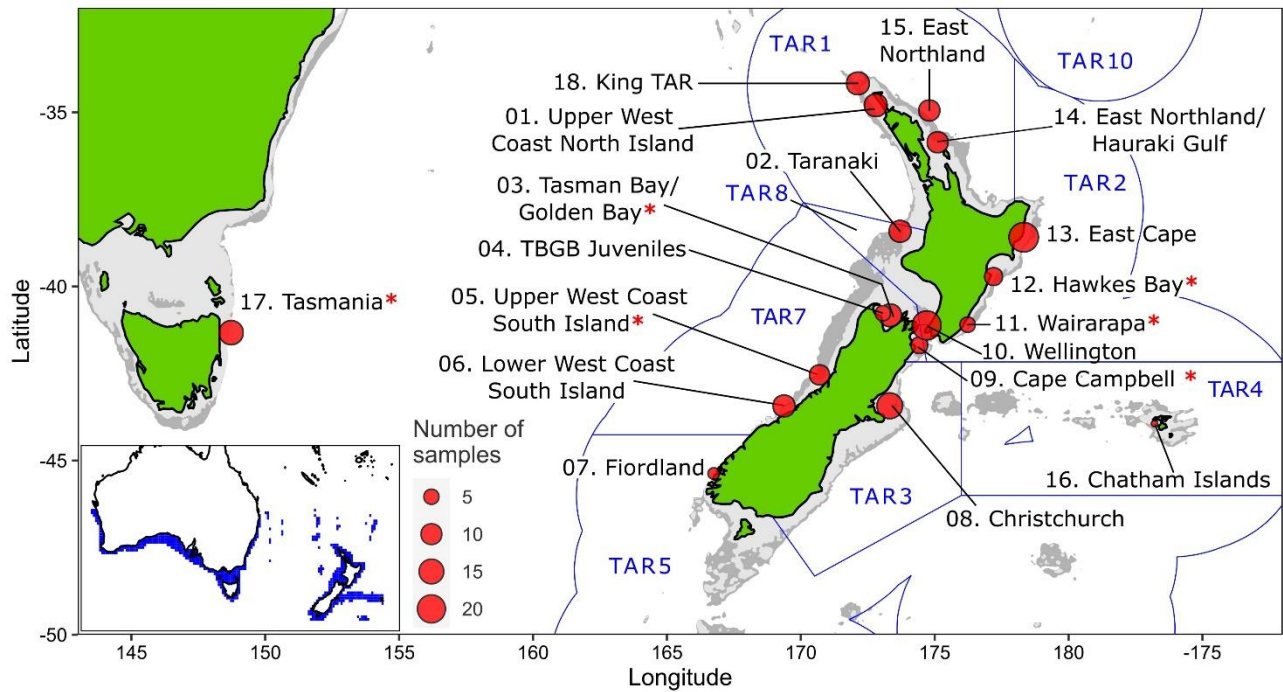 TAR1
15. East
Northland
TAR10
18. King TAR
01. Upper West
Coast North Island
14. East Northland/
Hauraki Gulf
02. Taranaki
03. Tasman Bay/
Golden Bay*
TAR8
TAR2
04. TBGB Juveniles
13. East Cape
12. Hawkes Bay*
17. Tasmania*
05. Upper West Coast
South Island*
TAR7
11. Wairarapa*
10. Wellington
06. Lower West Coast
South Island
09. Cape Campbell *
TAR4
07. Fiordland
16. Chatham Islands
TAR3
08. Christchurch
TAR5
Number of
samples
5
10
15
20
Latitude
-35
-40
-45
-50
145
150
155
160
165
170
175
180
-175
Longitude